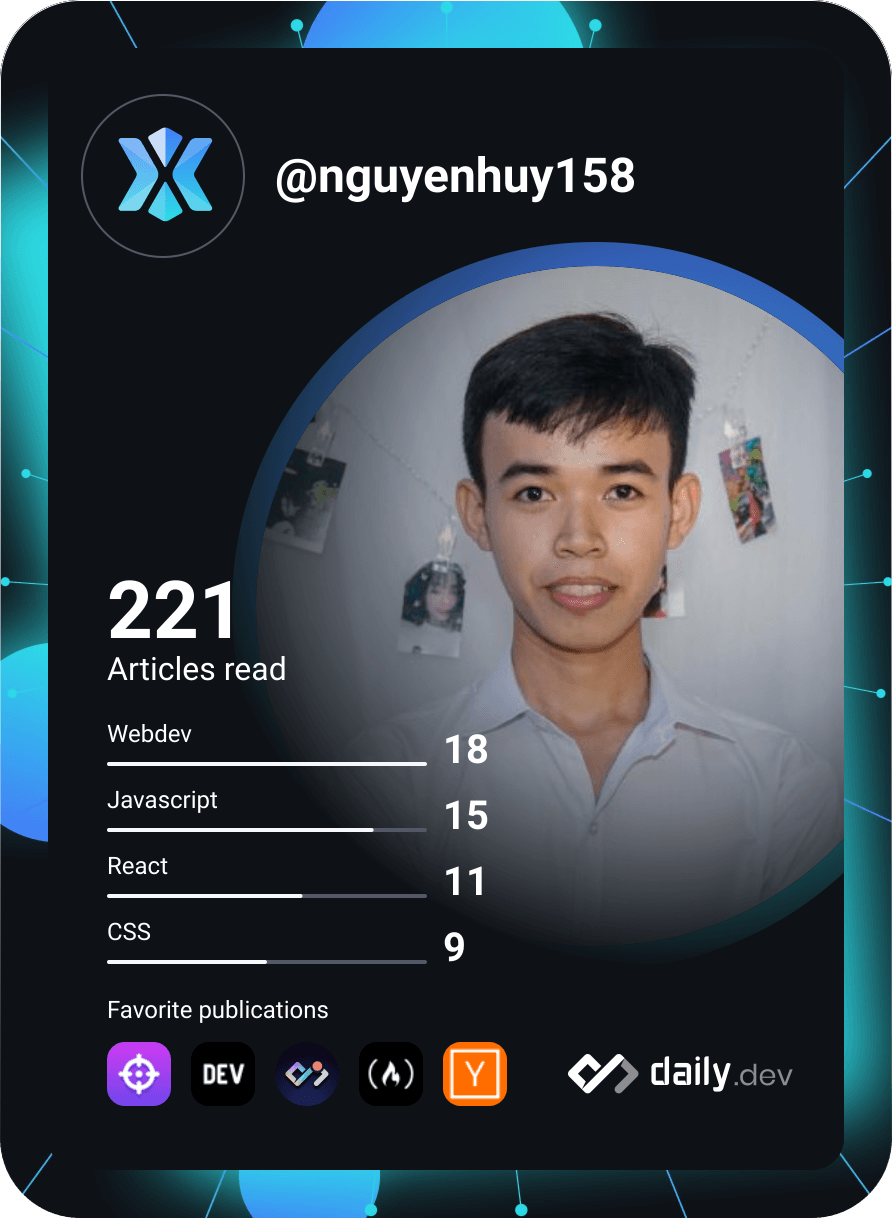 @nguyenhuy158
221
Articles read
Webdev
18
Javascript
15
React
11
CSS
9
Favorite publications
DEV
Y
daily.dev